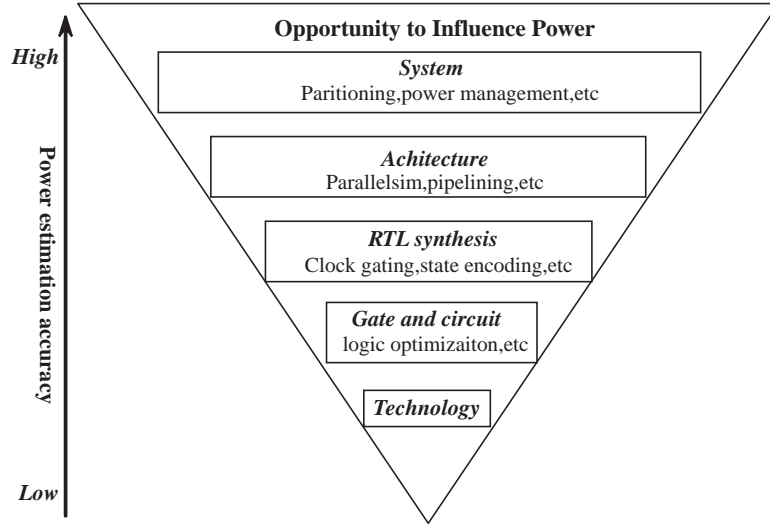 Opportunity to Influence Power
High
System
Paritioning,power management,etc
Achitecture
Parallelsim,pipelining,etc
RTL synthesis
Clock gating,state encoding,etc
Gate and circuit
logic optimizaiton,etc
Technology
Low
Power estimation accuracy